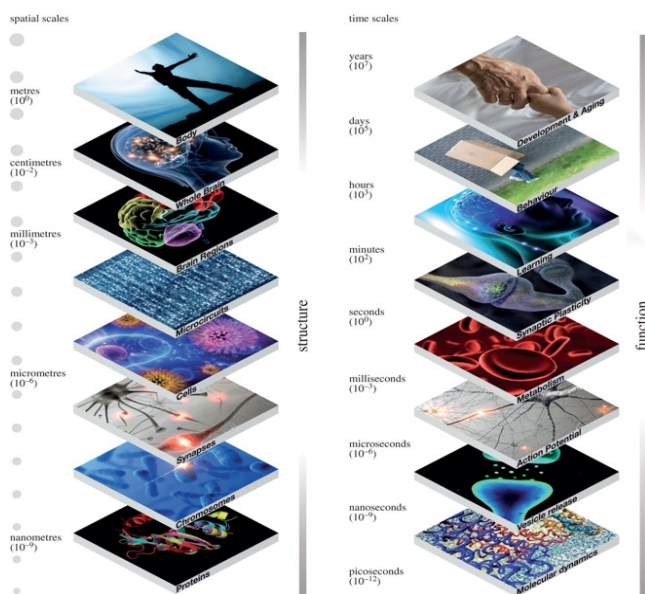 spatial scales
metres
(10⁰)
Body
centimetres
(10⁻²)
Whole Brain
millimetres
(10⁻³)
Brain Regions
Microcircuits
micrometres
(10⁻⁶)
Cells
Synapses
Chromosomes
nanometres
(10⁻⁹)
Proteins
structure
time scales
years
(10⁷)
Development & Aging
days
(10⁵)
Behaviour
hours
(10³)
Learning
minutes
(10²)
Synaptic Plasticity
seconds
(10⁰)
Metabolism
milliseconds
(10⁻³)
Action Potential
microseconds
(10⁻⁶)
Vesicle release
nanoseconds
(10⁻⁹)
Molecular dynamics
picoseconds
(10⁻¹²)
function